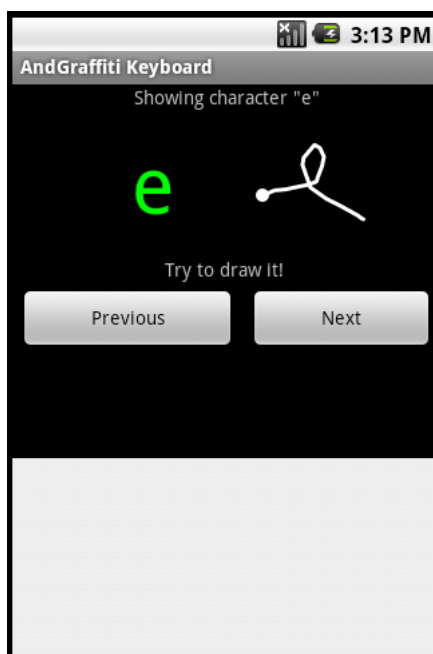 3:13 PM
AndGraffiti Keyboard
Showing character "e"
e
Try to draw it!
Previous Next